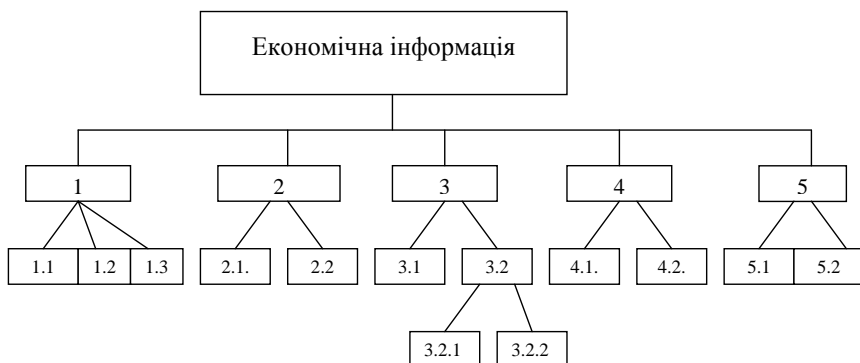 Економічна інформація
1 2 3 4 5
1.1 1.2 1.3 2.1. 2.2 3.1 3.2 4.1. 4.2. 5.1 5.2
3.2.1 3.2.2